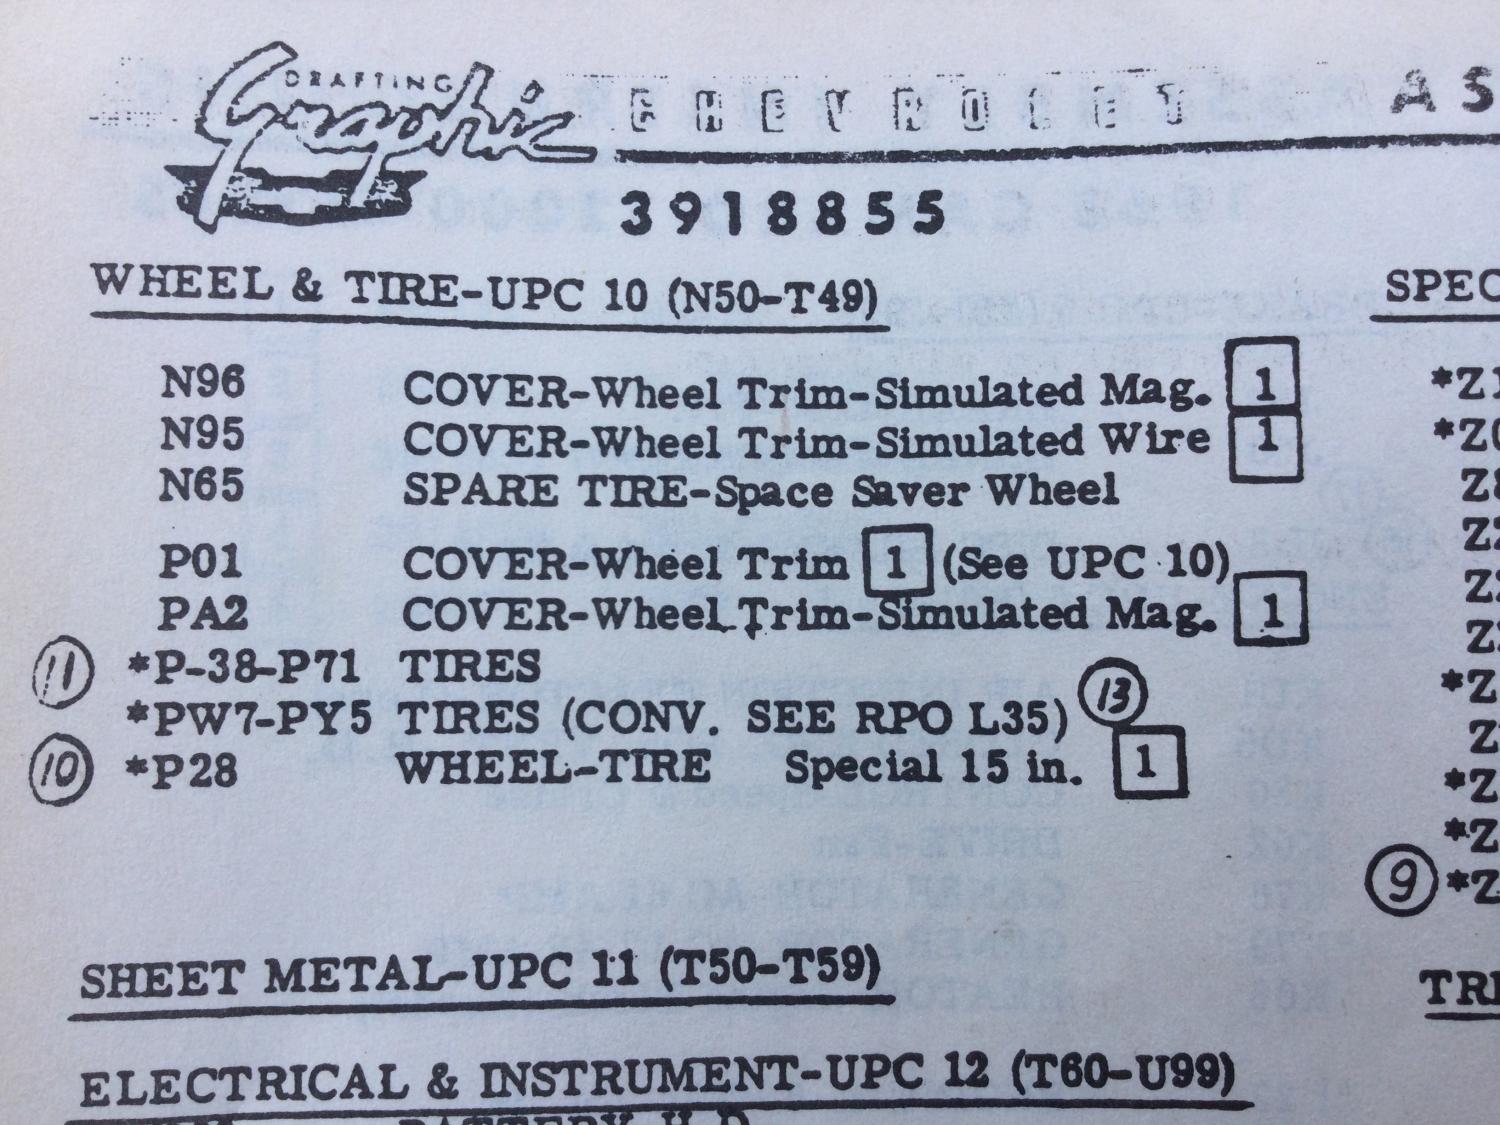 DRAFTING
Graphic
CHEVROLET AS
3918855
WHEEL & TIRE-UPC 10 (N50-T49)
SPEC
N96 COVER-Wheel Trim-Simulated Mag. 1
*Z1
N95 COVER-Wheel Trim-Simulated Wire 1
*Z0
N65 SPARE TIRE-Space Saver Wheel
Z8
P01 COVER-Wheel Trim 1 (See UPC 10)
PA2 COVER-Wheel Trim-Simulated Mag. 1
11 *P-38-P71 TIRES
*Z
*PW7-PY5 TIRES (CONV. SEE RPO L35) 13
10 *P28 WHEEL-TIRE Special 15 in. 1
*Z
*Z
9 *Z
SHEET METAL-UPC 11 (T50-T59)
ELECTRICAL & INSTRUMENT-UPC 12 (T60-U99)